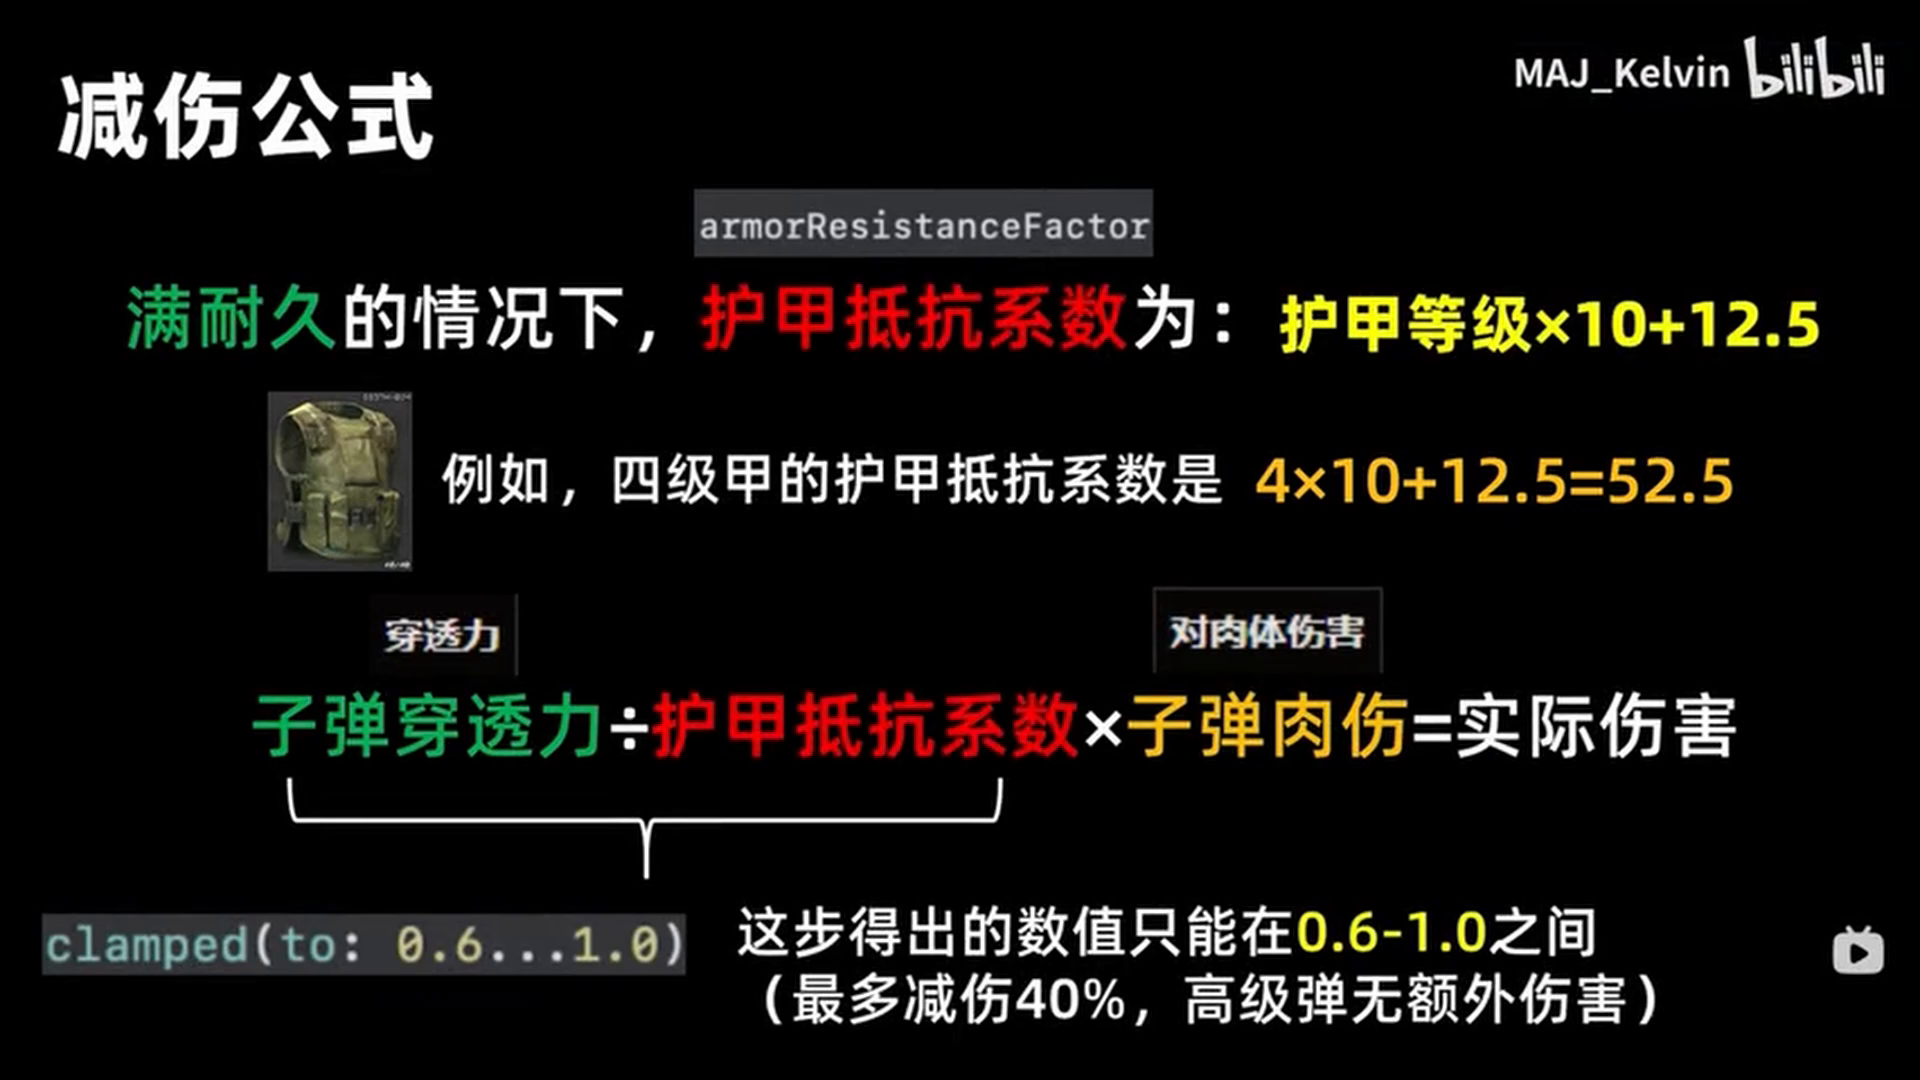 减伤公式
MAJ_Kelvin bilibili
armorResistanceFactor
满耐久的情况下，护甲抵抗系数为：护甲等级×10+12.5
例如，四级甲的护甲抵抗系数是 4×10+12.5=52.5
穿透力
对肉体伤害
子弹穿透力÷护甲抵抗系数×子弹肉伤=实际伤害
clamped(to: 0.6...1.0)
这步得出的数值只能在0.6-1.0之间
（最多减伤40%，高级弹无额外伤害）